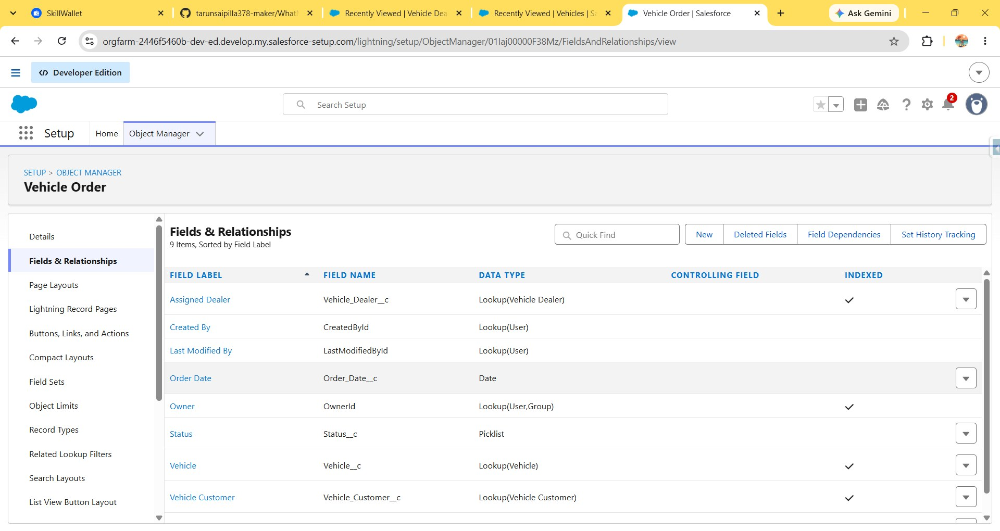 SkillWallet
tarunsaipilla378-maker/What
Recently Viewed | Vehicle Dea
Recently Viewed | Vehicles | Sa
Vehicle Order | Salesforce
Ask Gemini
orgfarm-2446f5460b-dev-ed.develop.my.salesforce-setup.com/lightning/setup/ObjectManager/01Iaj00000F38Mz/FieldsAndRelationships/view
Developer Edition
Search Setup
2
Setup
Home
Object Manager
SETUP > OBJECT MANAGER
Vehicle Order
Details
Fields & Relationships
Page Layouts
Lightning Record Pages
Buttons, Links, and Actions
Compact Layouts
Field Sets
Object Limits
Record Types
Related Lookup Filters
Search Layouts
List View Button Layout
Fields & Relationships
9 Items, Sorted by Field Label
Quick Find
New
Deleted Fields
Field Dependencies
Set History Tracking
FIELD LABEL FIELD NAME DATA TYPE CONTROLLING FIELD INDEXED
Assigned Dealer Vehicle_Dealer__c Lookup(Vehicle Dealer)
Created By CreatedById Lookup(User)
Last Modified By LastModifiedById Lookup(User)
Order Date Order_Date__c Date
Owner OwnerId Lookup(User,Group)
Status Status__c Picklist
Vehicle Vehicle__c Lookup(Vehicle)
Vehicle Customer Vehicle_Customer__c Lookup(Vehicle Customer)